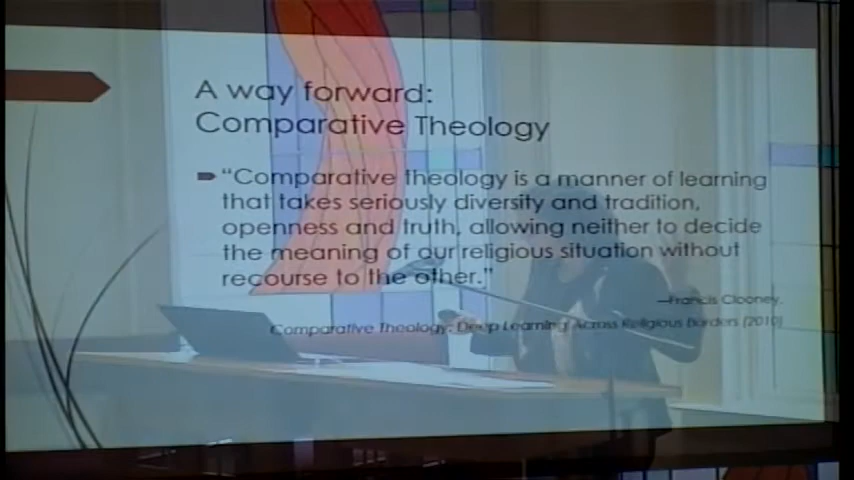 A way forward:
Comparative Theology
“Comparative theology is a manner of learning
that takes seriously diversity and tradition,
openness and truth, allowing neither to decide
the meaning of our religious situation without
recourse to the other.”
—Francis Clooney,
Comparative Theology: Deep Learning Across Religious Borders (2010)